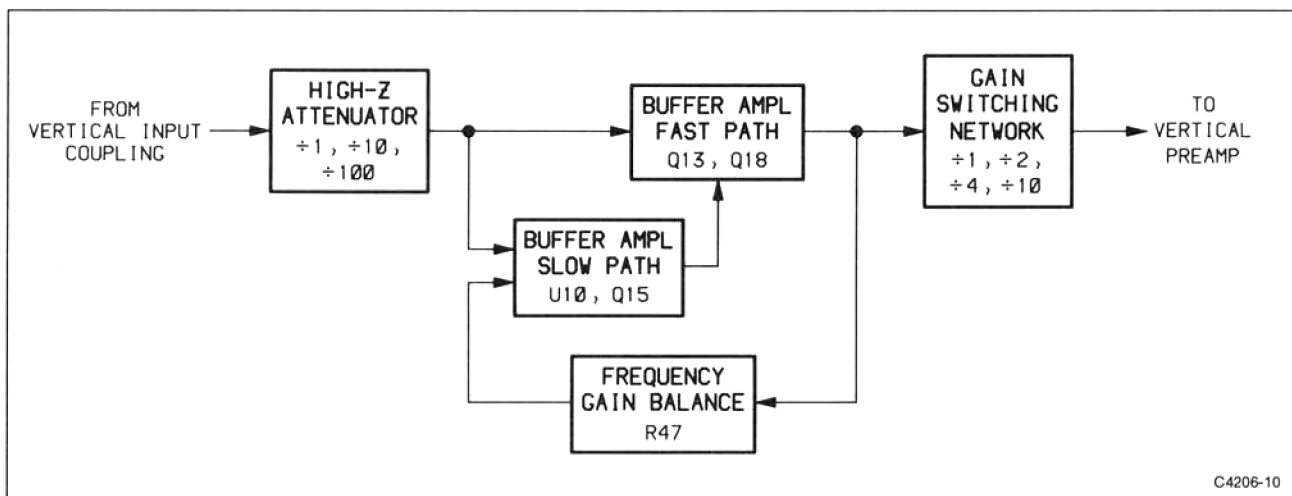 FROM
VERTICAL INPUT
COUPLING
HIGH-Z
ATTENUATOR
÷1, ÷10,
÷100
BUFFER AMPL
FAST PATH
Q13, Q18
GAIN
SWITCHING
NETWORK
÷1, ÷2,
÷4, ÷10
TO
VERTICAL
PREAMP
BUFFER AMPL
SLOW PATH
U10, Q15
FREQUENCY
GAIN BALANCE
R47
C4206-10